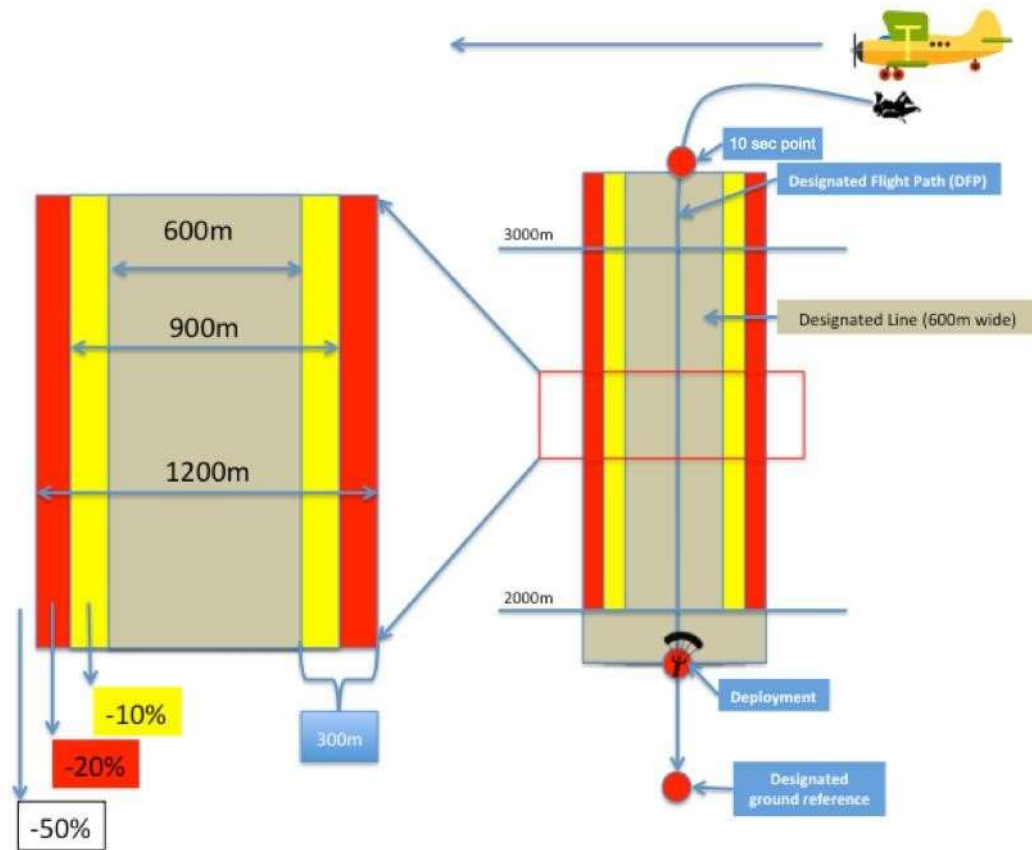 10 sec point
Designated Flight Path (DFP)
600m
3000m
900m
Designated Line (600m wide)
1200m
2000m
Deployment
-10%
300m
-20%
Designated
ground reference
-50%